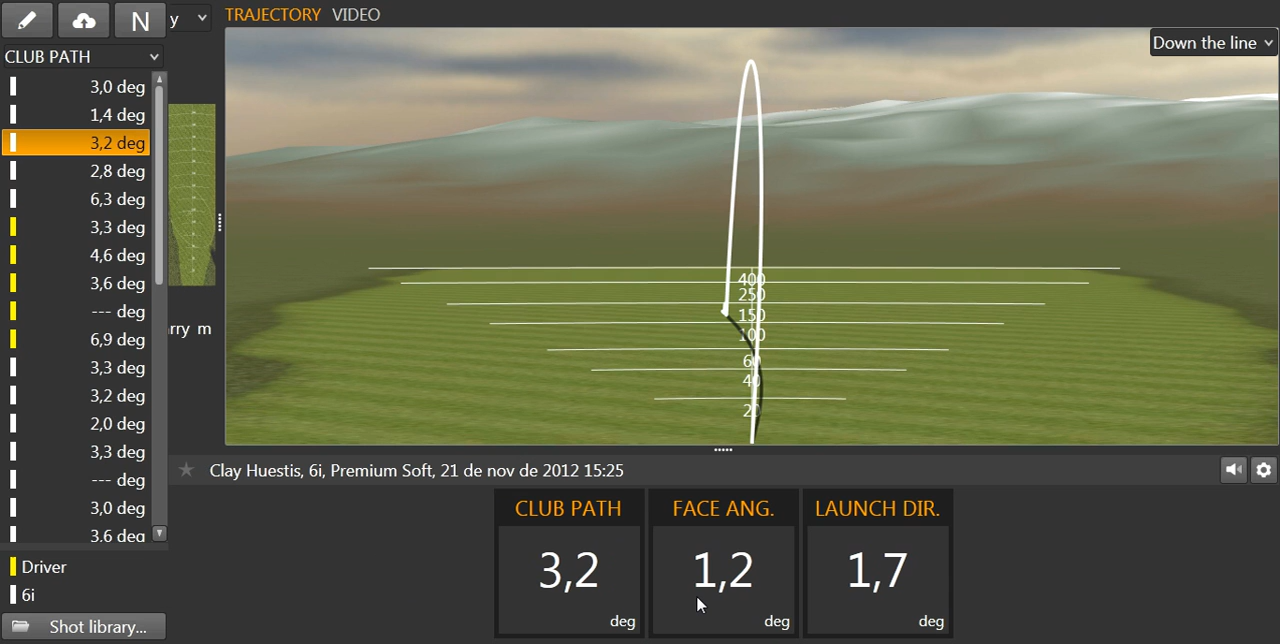 N
y
TRAJECTORY VIDEO
Down the line
CLUB PATH
3,0 deg
1,4 deg
3,2 deg
2,8 deg
6,3 deg
3,3 deg
4,6 deg
3,6 deg
--- deg
6,9 deg
3,3 deg
3,2 deg
2,0 deg
3,3 deg
--- deg
3,0 deg
3,6 deg
rry m
400
250
150
100
60
40
20
Clay Huestis, 6i, Premium Soft, 21 de nov de 2012 15:25
CLUB PATH
3,2
deg
FACE ANG.
1,2
deg
LAUNCH DIR.
1,7
deg
Driver
6i
Shot library...